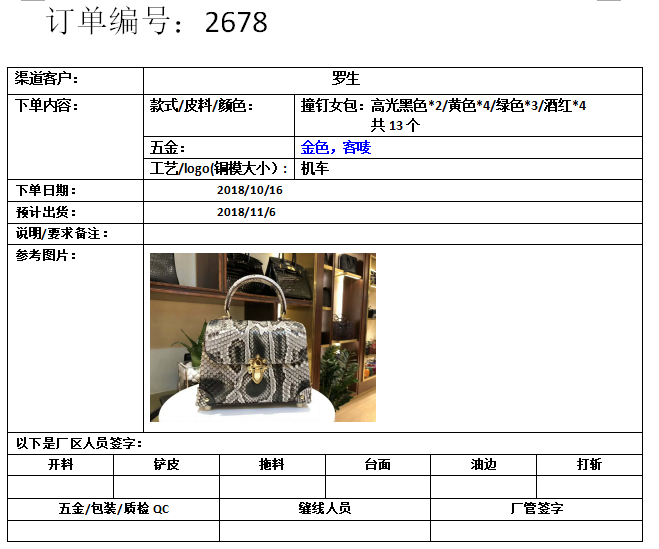 订单编号：2678
渠道客户： 罗生
下单内容： 款式/皮料/颜色： 撞钉女包：高光黑色*2/黄色*4/绿色*3/酒红*4
共 13 个
五金： 金色，客唛
工艺/logo(铜模大小）： 机车
下单日期： 2018/10/16
预计出货： 2018/11/6
说明/要求备注：
参考图片：
以下是厂区人员签字：
开料 铲皮 拖料 台面 油边 打斩
五金/包装/质检 QC 缝线人员 厂管签字